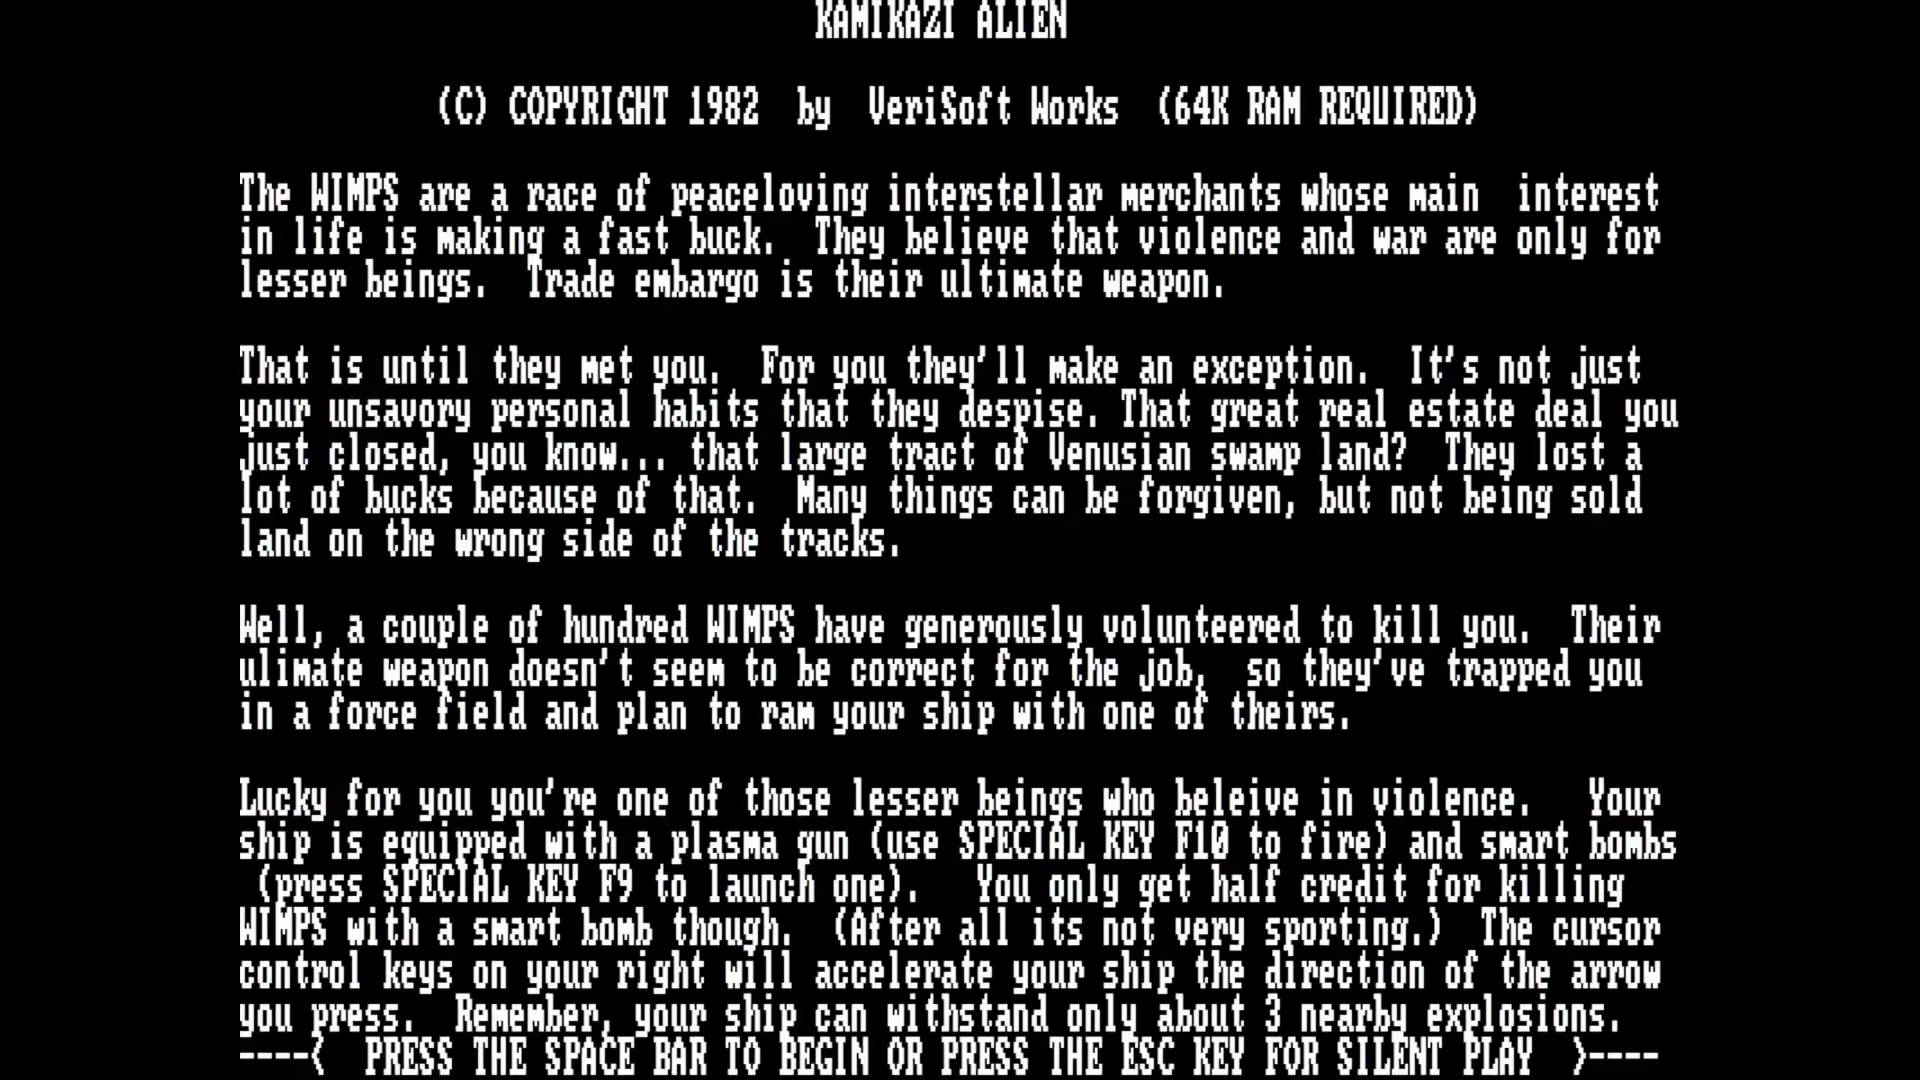 KAMIKAZI ALIEN
(C) COPYRIGHT 1982  by  VeriSoft Works  (64K RAM REQUIRED)
The WIMPS are a race of peaceloving interstellar merchants whose main  interest
in life is making a fast buck.  They believe that violence and war are only for
lesser beings.  Trade embargo is their ultimate weapon.
That is until they met you.  For you they'll make an exception.  It's not just
your unsavory personal habits that they despise. That great real estate deal you
just closed, you know... that large tract of Venusian swamp land?  They lost a
lot of bucks because of that.  Many things can be forgiven, but not being sold
land on the wrong side of the tracks.
Well, a couple of hundred WIMPS have generously volunteered to kill you.  Their
ulimate weapon doesn't seem to be correct for the job,  so they've trapped you
in a force field and plan to ram your ship with one of theirs.
Lucky for you you're one of those lesser beings who beleive in violence.   Your
ship is equipped with a plasma gun (use SPECIAL KEY F10 to fire) and smart bombs
(press SPECIAL KEY F9 to launch one).   You only get half credit for killing
WIMPS with a smart bomb though.  (After all its not very sporting.)  The cursor
control keys on your right will accelerate your ship the direction of the arrow
you press.  Remember, your ship can withstand only about 3 nearby explosions.
----(  PRESS THE SPACE BAR TO BEGIN OR PRESS THE ESC KEY FOR SILENT PLAY  )----